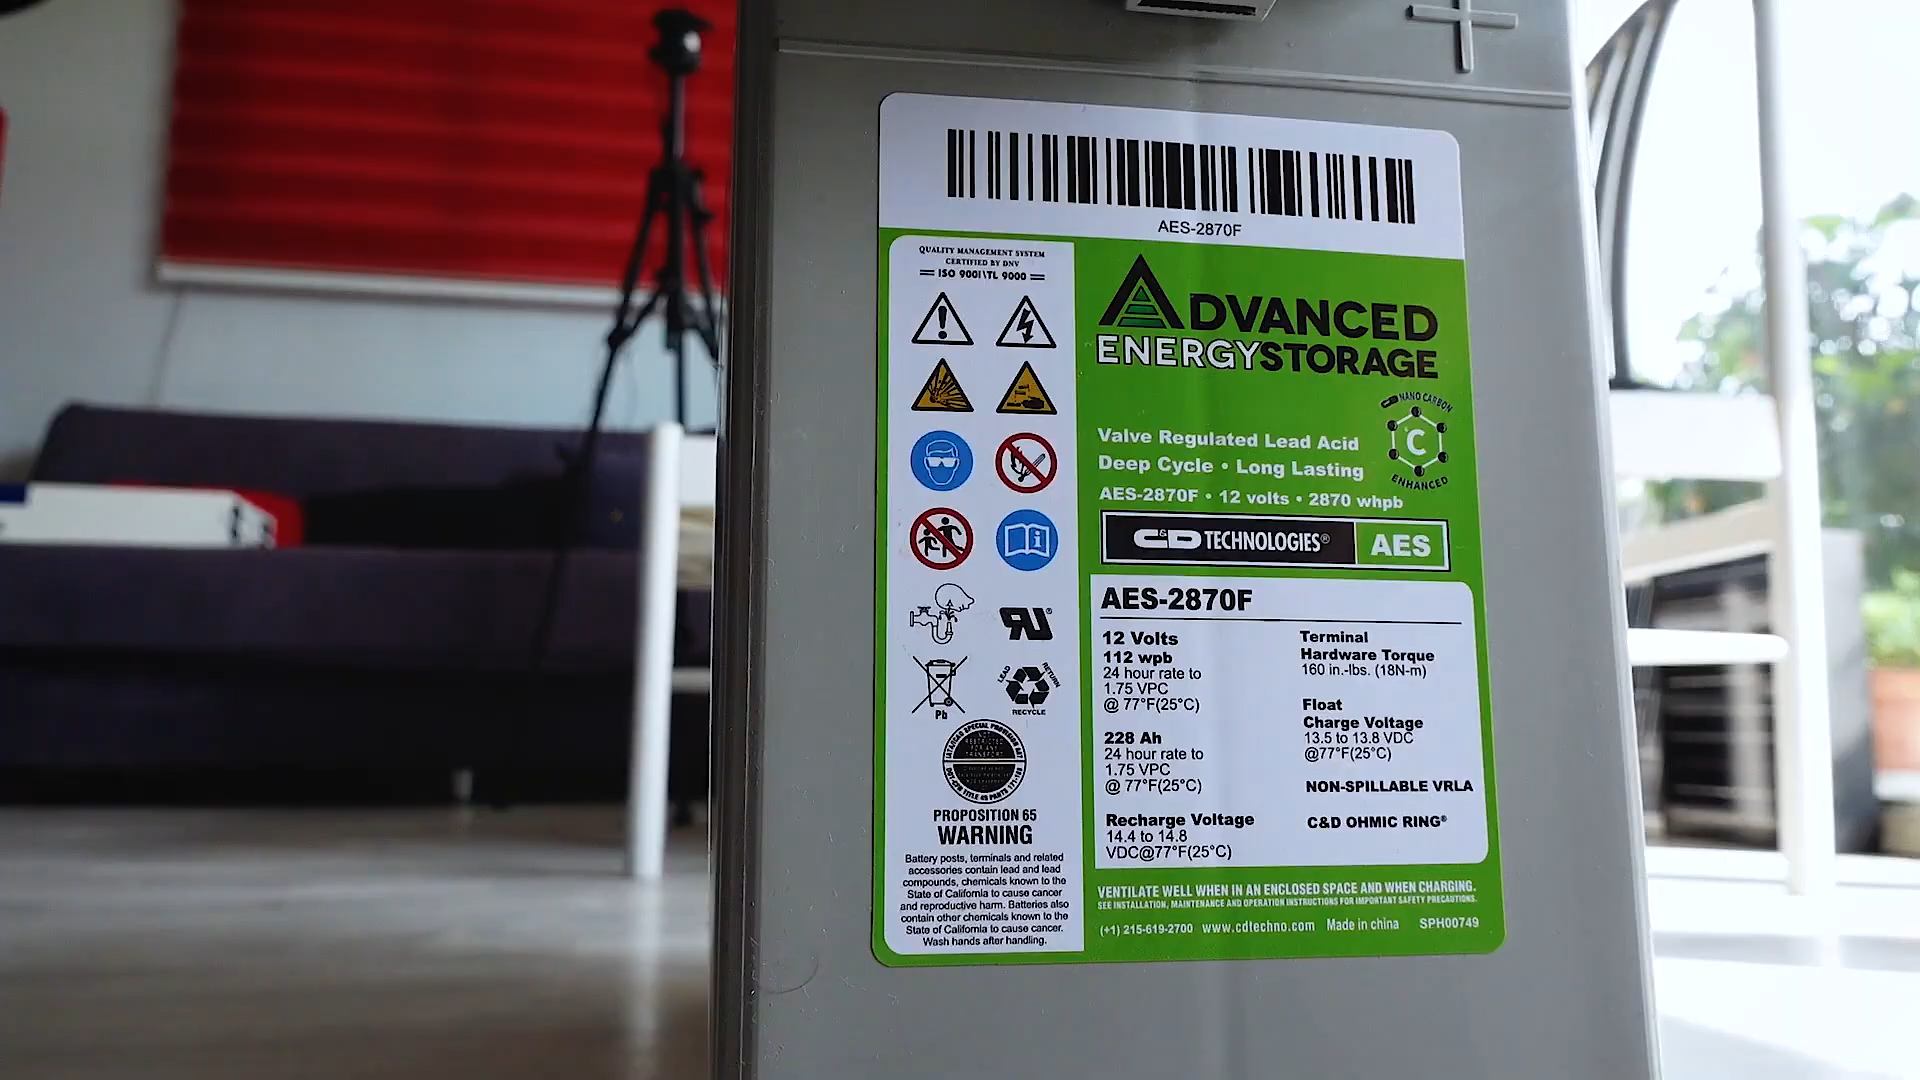 AES-2870F
QUALITY MANAGEMENT SYSTEM
CERTIFIED BY DNV
ISO 9001\TL 9000
ADVANCED
ENERGYSTORAGE
C&D NANO CARBON
C
ENHANCED
Valve Regulated Lead Acid
Deep Cycle • Long Lasting
AES-2870F • 12 volts • 2870 whpb
C&D TECHNOLOGIES® AES
AES-2870F
12 Volts
112 wpb
24 hour rate to
1.75 VPC
@ 77°F(25°C)
228 Ah
24 hour rate to
1.75 VPC
@ 77°F(25°C)
Recharge Voltage
14.4 to 14.8
VDC@77°F(25°C)
Terminal
Hardware Torque
160 in.-lbs. (18N-m)
Float
Charge Voltage
13.5 to 13.8 VDC
@77°F(25°C)
NON-SPILLABLE VRLA
C&D OHMIC RING®
Pb
LEAD
RETURN
RECYCLE
PROPOSITION 65
WARNING
Battery posts, terminals and related
accessories contain lead and lead
compounds, chemicals known to the
State of California to cause cancer
and reproductive harm. Batteries also
contain other chemicals known to the
State of California to cause cancer.
Wash hands after handling.
VENTILATE WELL WHEN IN AN ENCLOSED SPACE AND WHEN CHARGING.
SEE INSTALLATION, MAINTENANCE AND OPERATION INSTRUCTIONS FOR IMPORTANT SAFETY PRECAUTIONS.
(+1) 215-619-2700 www.cdtechno.com Made in china SPH00749